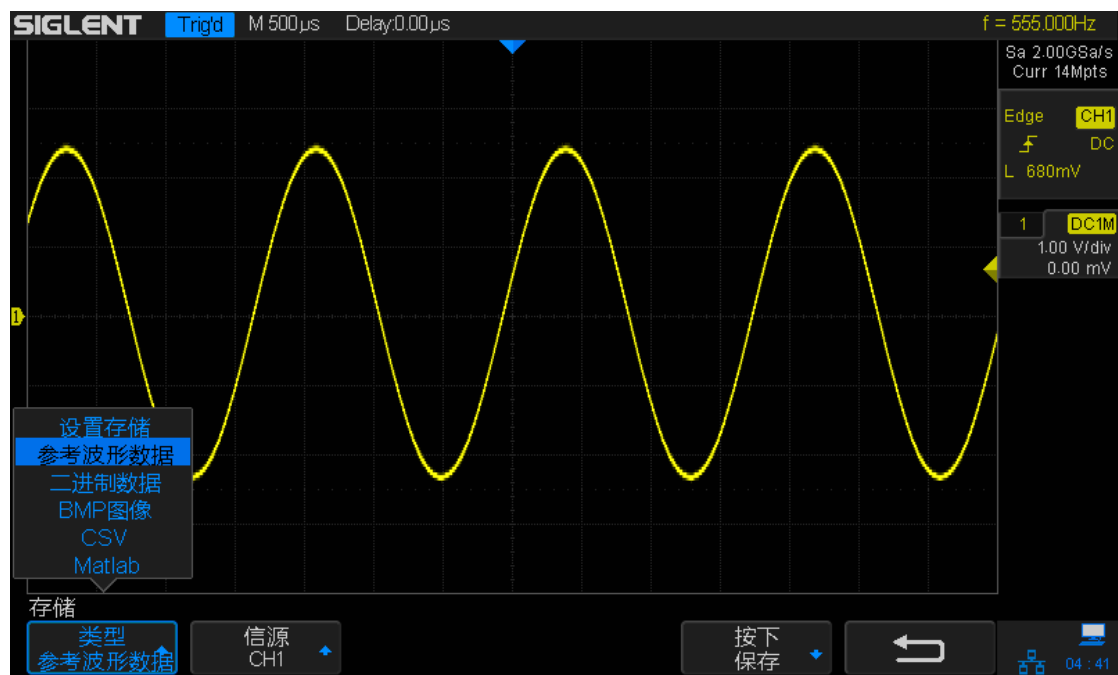 SIGLENT Trig'd M 500µs Delay:0.00µs f = 555.000Hz
Sa 2.00GSa/s
Curr 14Mpts
Edge CH1
DC
L 680mV
1 DC1M
1.00 V/div
0.00 mV
1
设置存储
参考波形数据
二进制数据
BMP图像
CSV
Matlab
存储
类型
参考波形数据
信源
CH1
按下
保存
04 : 41